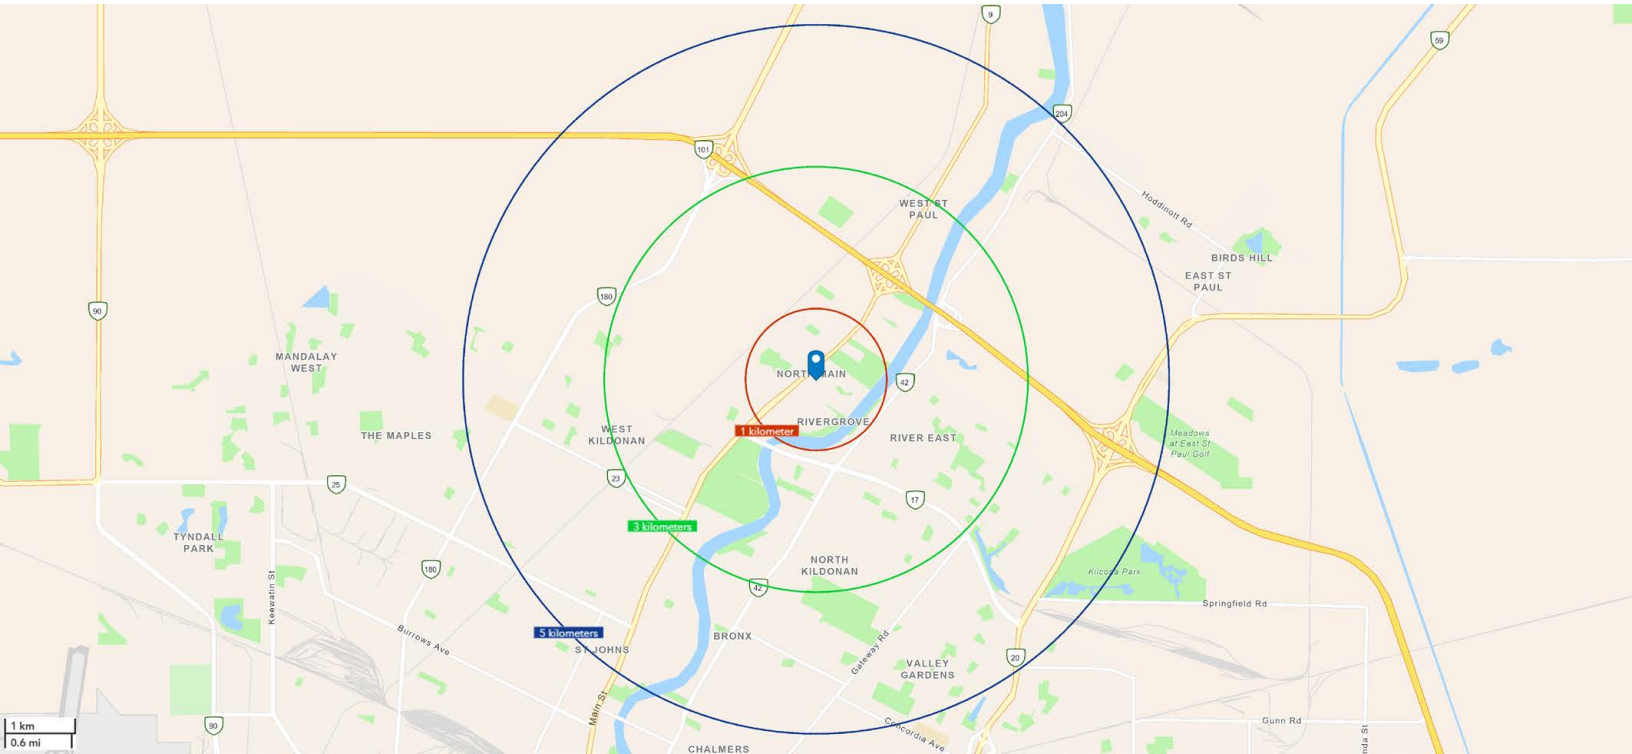 9
59
204
101
Hoddinott Rd
WEST ST
PAUL
BIRDS HILL
EAST ST
PAUL
180
90
MANDALAY
WEST
NORTH MAIN
42
RIVERGROVE
1 kilometer
WEST
KILDONAN
THE MAPLES
RIVER EAST
Meadows
at East St
Paul Golf
23
25
17
3 kilometers
TYNDALL
PARK
NORTH
KILDONAN
180
Kilcona Park
42
Keewatin St
Springfield Rd
5 kilometers
BRONX
Burrows Ave
ST JOHNS
Gateway Rd
20
VALLEY
GARDENS
Main St
1 km
0.6 mi
90
Gunn Rd
Concordia Ave
nda St
CHALMERS